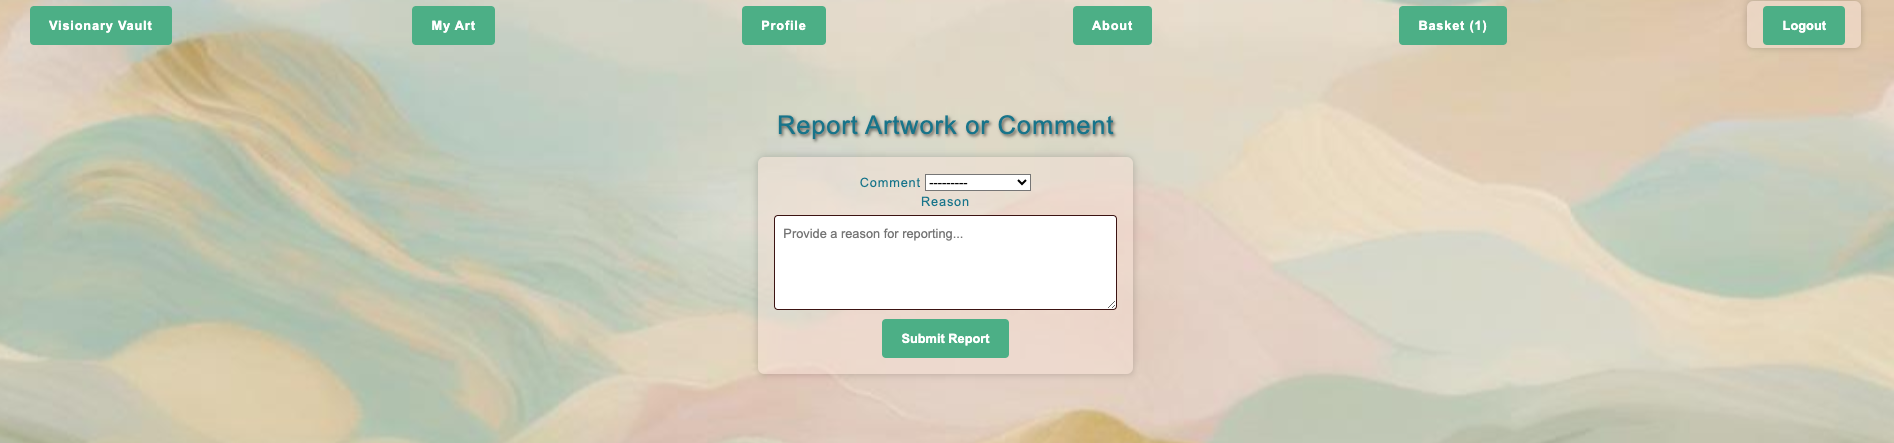 Visionary Vault My Art Profile About Basket (1) Logout
Report Artwork or Comment
Comment ---------
Reason
Provide a reason for reporting...
Submit Report